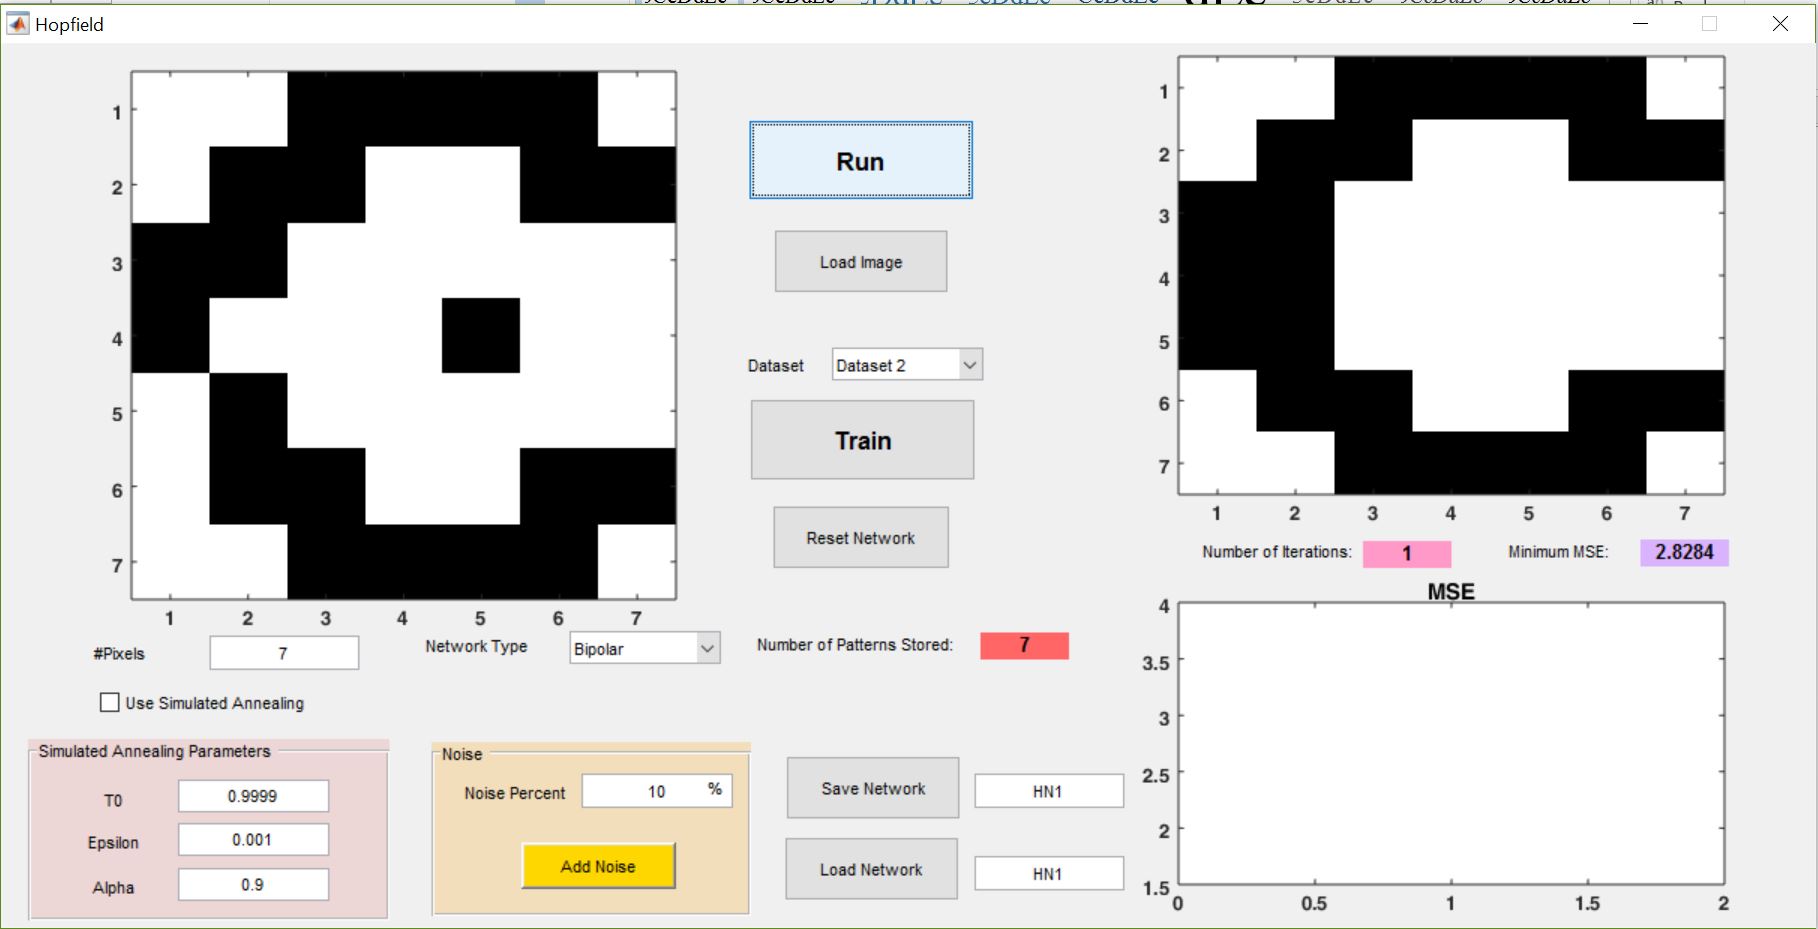 Hopfield
1
2
3
4
5
6
7
1 2 3 4 5 6 7
#Pixels 7
Network Type Bipolar
Use Simulated Annealing
Simulated Annealing Parameters
T0 0.9999
Epsilon 0.001
Alpha 0.9
Noise
Noise Percent 10 %
Add Noise
Run
Load Image
Dataset Dataset 2
Train
Reset Network
Number of Patterns Stored: 7
Save Network HN1
Load Network HN1
1
2
3
4
5
6
7
1 2 3 4 5 6 7
Number of Iterations: 1
Minimum MSE: 2.8284
MSE
4
3.5
3
2.5
2
1.5
0 0.5 1 1.5 2